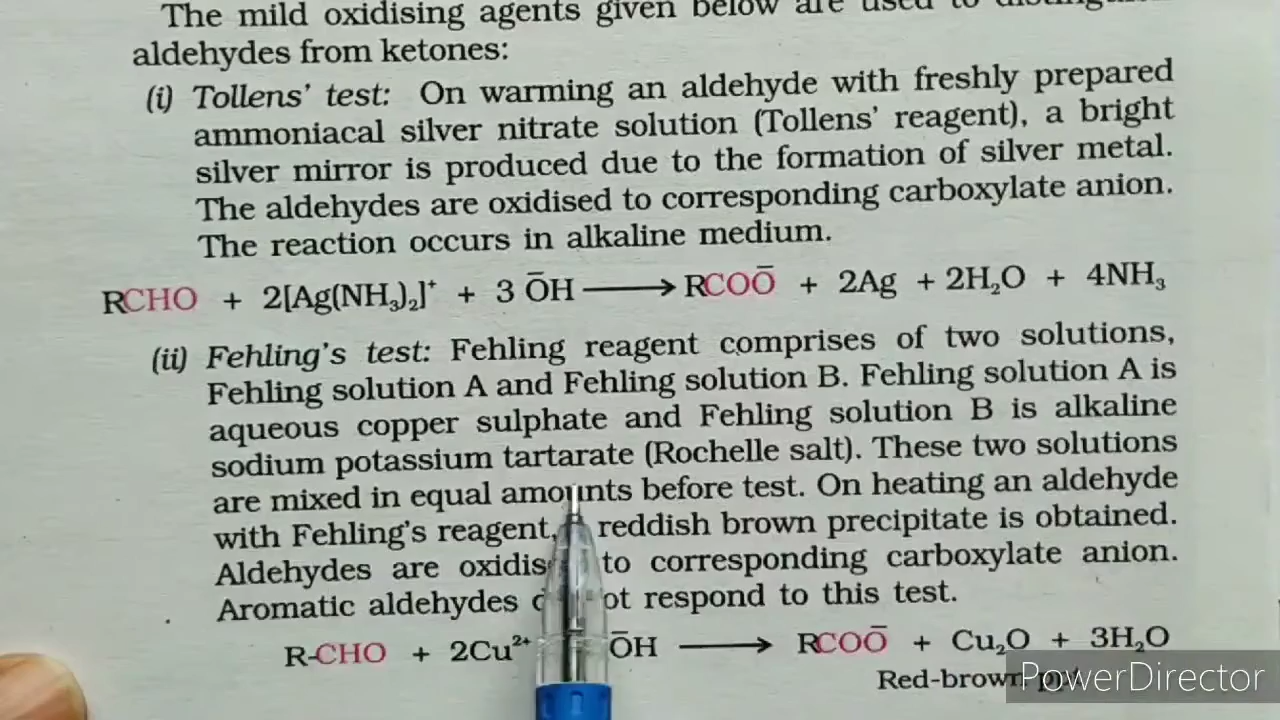 The mild oxidising agents given below are used to
aldehydes from ketones:
(i) Tollens' test: On warming an aldehyde with freshly prepared
ammoniacal silver nitrate solution (Tollens' reagent), a bright
silver mirror is produced due to the formation of silver metal.
The aldehydes are oxidised to corresponding carboxylate anion.
The reaction occurs in alkaline medium.
RCHO + 2[Ag(NH₃)₂]⁺ + 3 ŌH ⟶ RCOŌ + 2Ag + 2H₂O + 4NH₃
(ii) Fehling's test: Fehling reagent comprises of two solutions,
Fehling solution A and Fehling solution B. Fehling solution A is
aqueous copper sulphate and Fehling solution B is alkaline
sodium potassium tartarate (Rochelle salt). These two solutions
are mixed in equal amounts before test. On heating an aldehyde
with Fehling's reagent, reddish brown precipitate is obtained.
Aldehydes are to corresponding carboxylate anion.
Aromatic aldehydes respond to this test.
R-CHO + 2Cu²⁺ ŌH ⟶ RCOŌ + Cu₂O + 3H₂O
Red-brown
PowerDirector